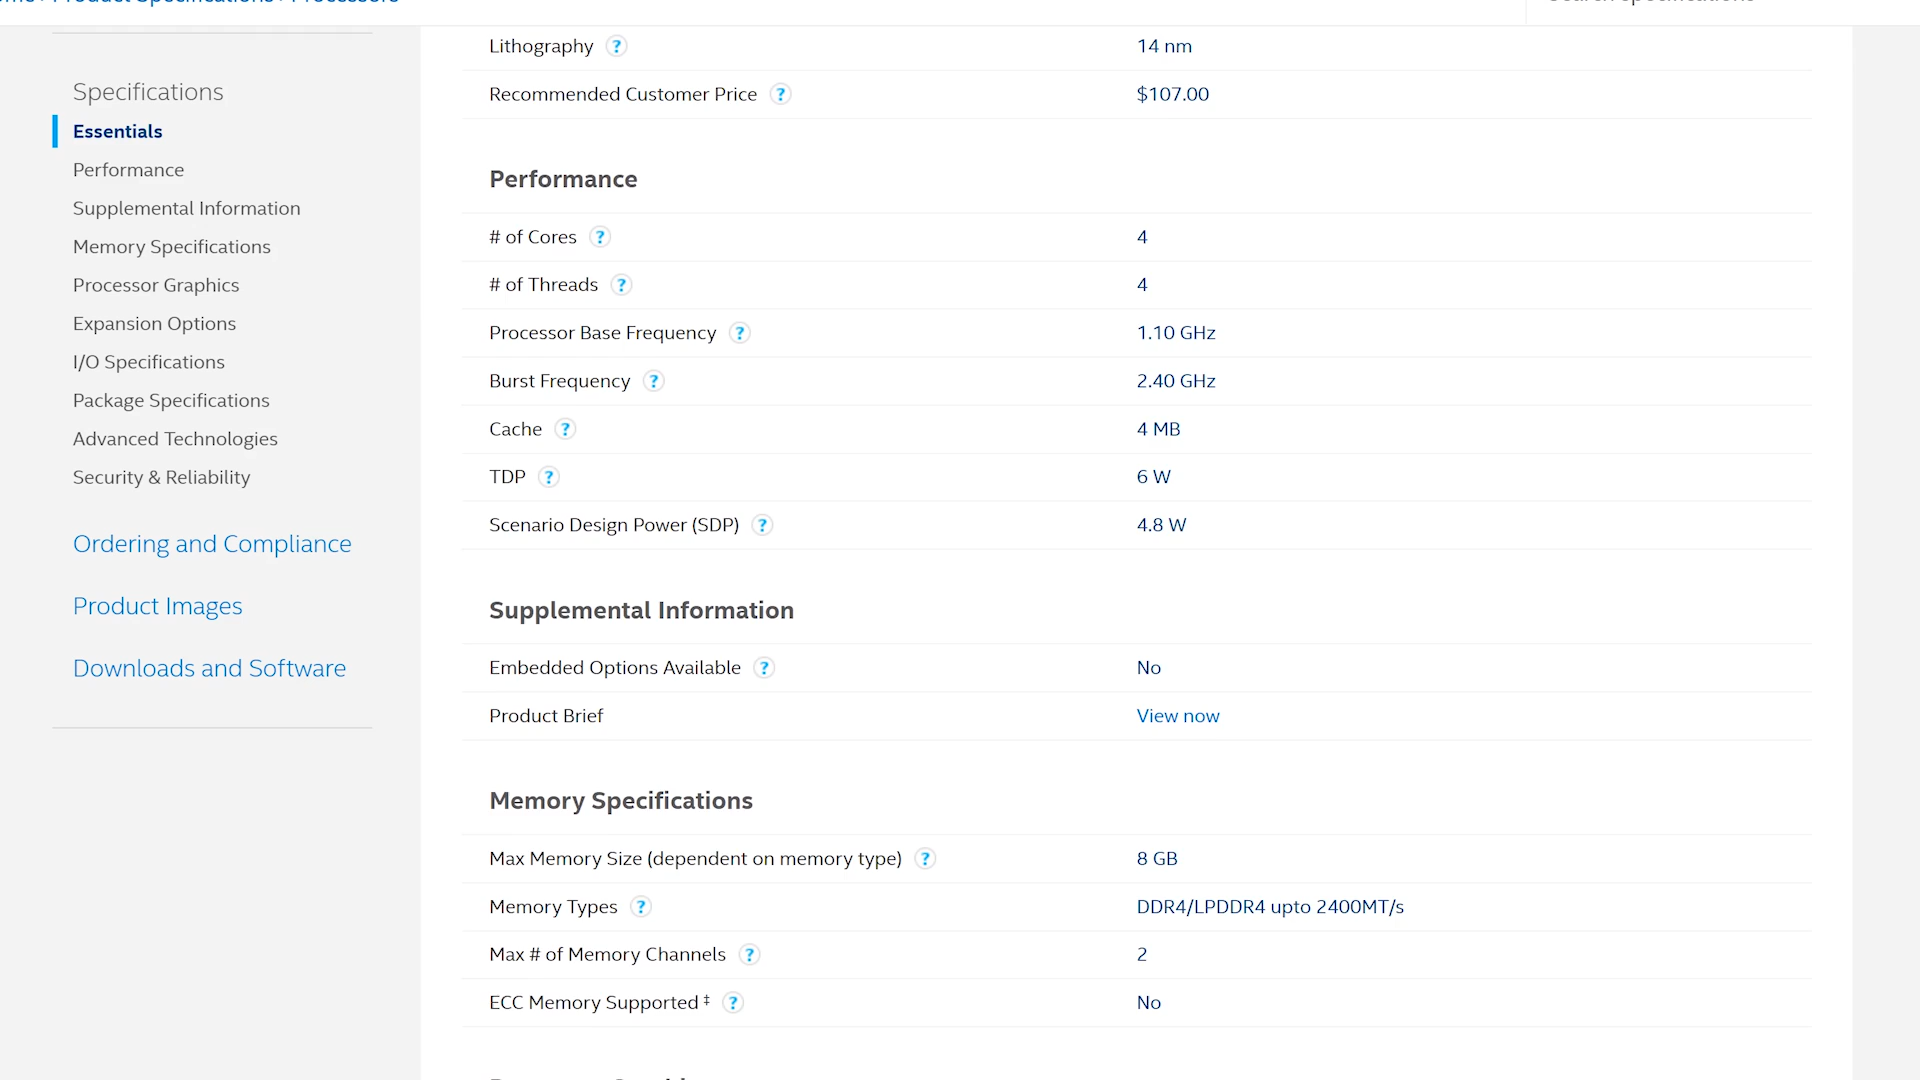 Product Specifications
Processors
Lithography ?
14 nm
Recommended Customer Price ?
$107.00
Specifications
Essentials
Performance
Supplemental Information
Memory Specifications
Processor Graphics
Expansion Options
I/O Specifications
Package Specifications
Advanced Technologies
Security & Reliability
Ordering and Compliance
Product Images
Downloads and Software
Performance
# of Cores ?
4
# of Threads ?
4
Processor Base Frequency ?
1.10 GHz
Burst Frequency ?
2.40 GHz
Cache ?
4 MB
TDP ?
6 W
Scenario Design Power (SDP) ?
4.8 W
Supplemental Information
Embedded Options Available ?
No
Product Brief
View now
Memory Specifications
Max Memory Size (dependent on memory type) ?
8 GB
Memory Types ?
DDR4/LPDDR4 upto 2400MT/s
Max # of Memory Channels ?
2
ECC Memory Supported ‡ ?
No